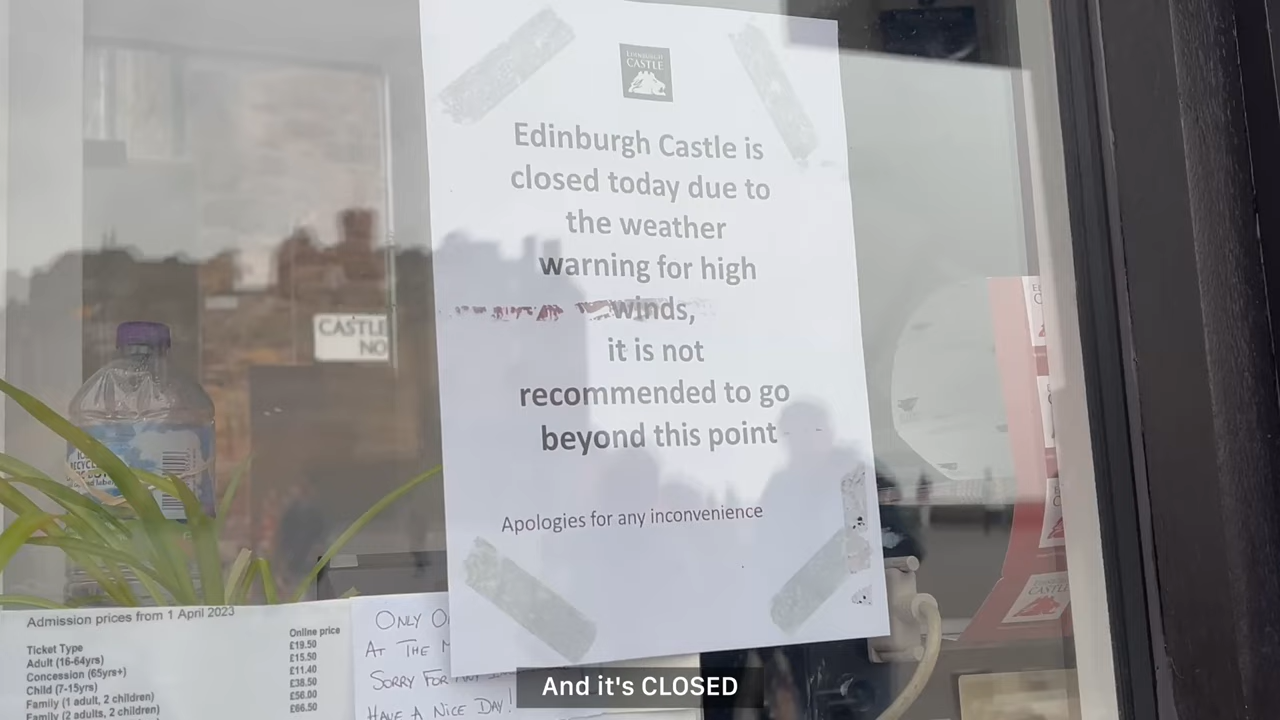 EDINBURGH
CASTLE
Edinburgh Castle is
closed today due to
the weather
warning for high
winds,
it is not
recommended to go
beyond this point
Apologies for any inconvenience
CASTLE
NO
Admission prices from 1 April 2023
Ticket Type
Online price
Adult (16-64yrs)
£19.50
Concession (65yrs+)
£15.50
Child (7-15yrs)
£11.40
Family (1 adult, 2 children)
£38.50
Family (2 adults, 2 children)
£56.00
£66.50
ONLY
AT THE
SORRY FOR
HAVE A NICE DAY!
EDINBURGH
CASTLE
And it's CLOSED